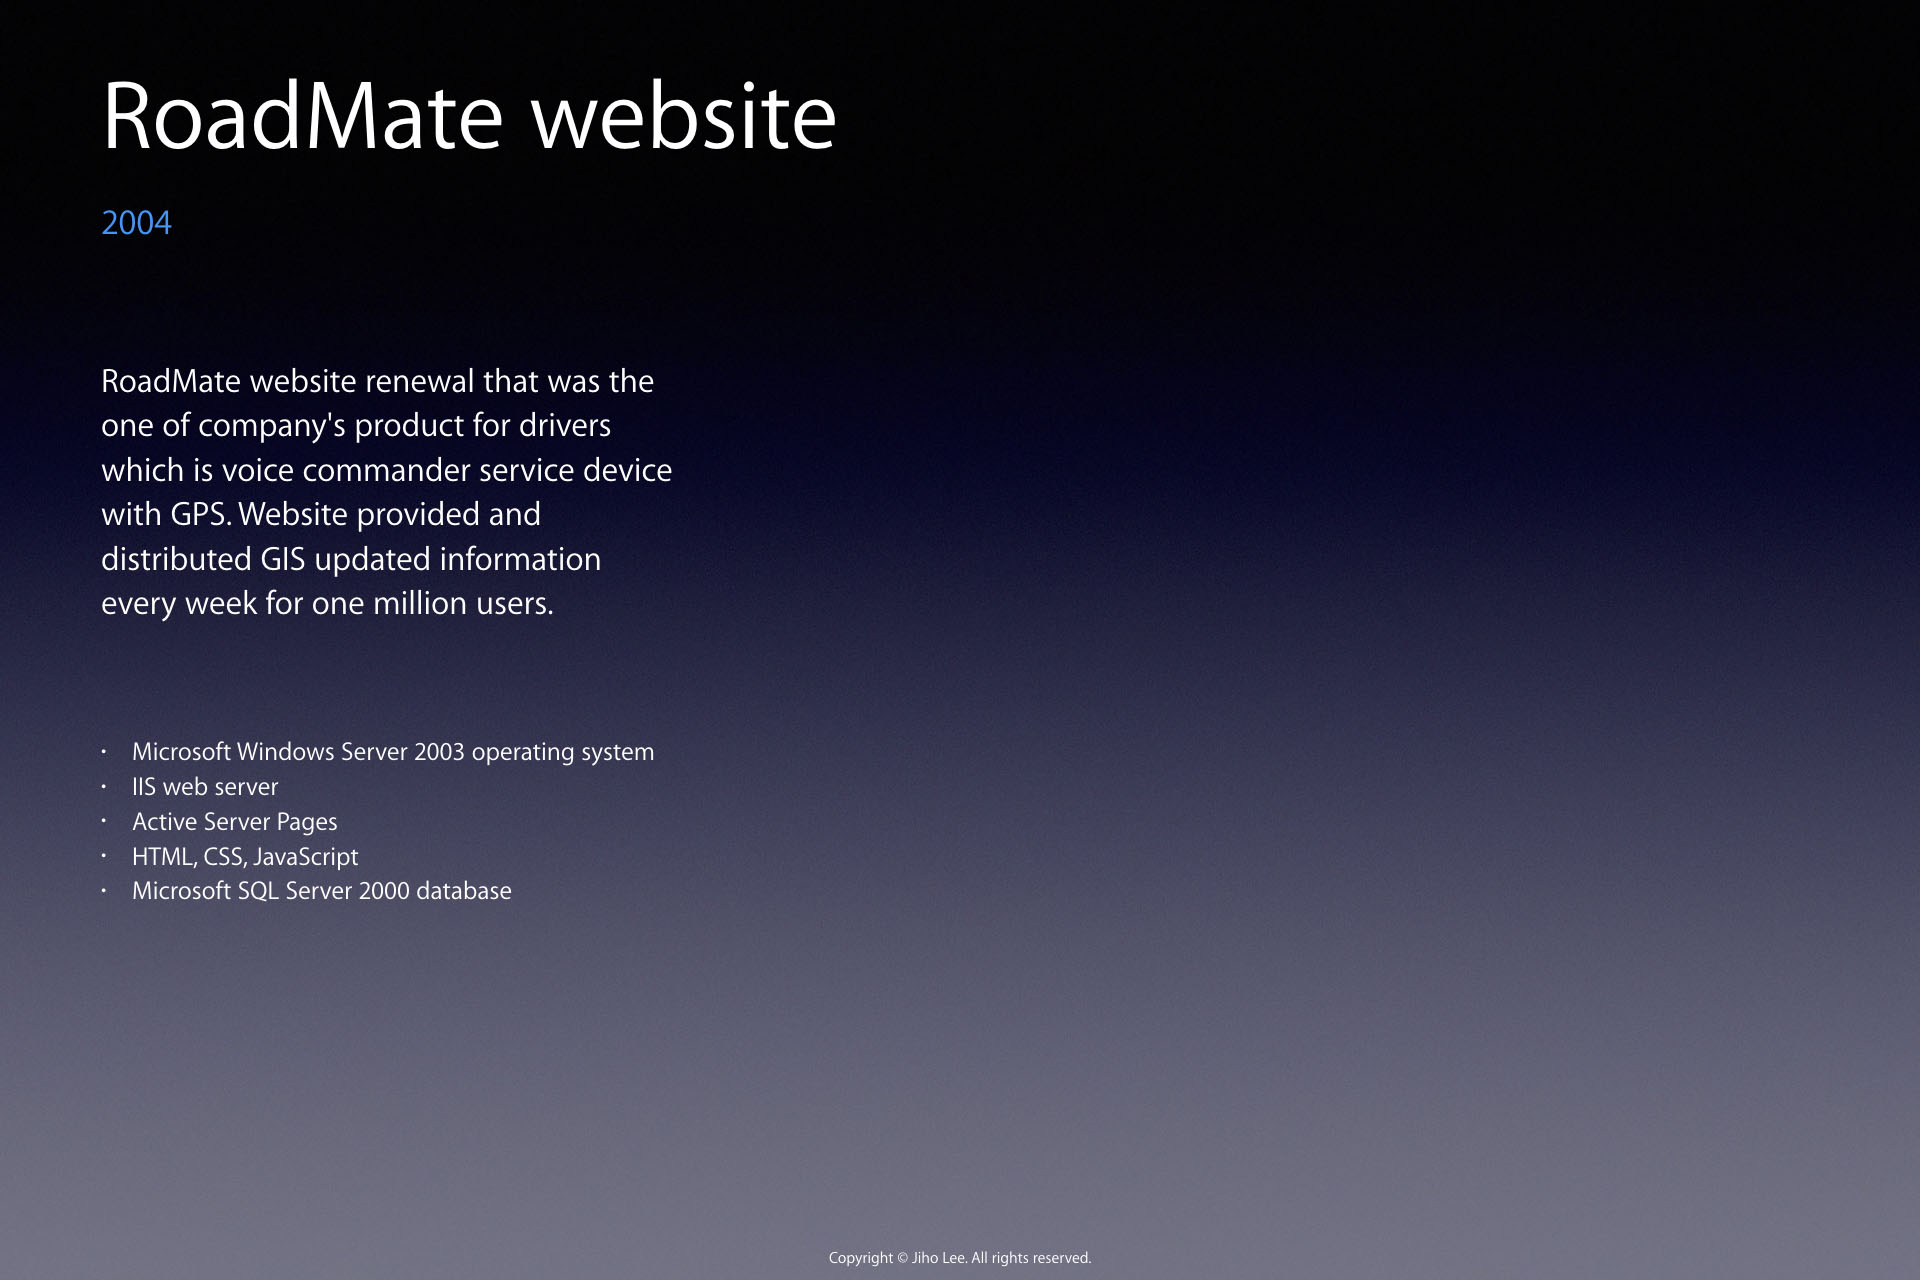 RoadMate website
2004
RoadMate website renewal that was the
one of company's product for drivers
which is voice commander service device
with GPS. Website provided and
distributed GIS updated information
every week for one million users.
• Microsoft Windows Server 2003 operating system
• IIS web server
• Active Server Pages
• HTML, CSS, JavaScript
• Microsoft SQL Server 2000 database
Copyright © Jiho Lee. All rights reserved.